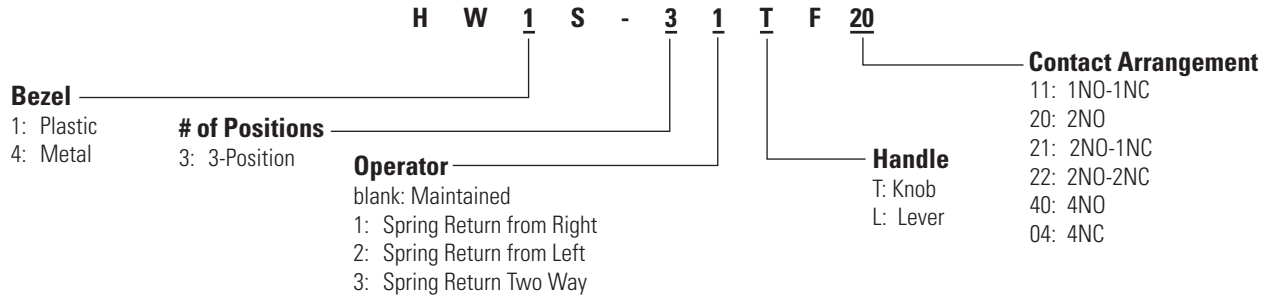 H W 1 S - 3 1 T F 20
Bezel
1: Plastic
4: Metal
# of Positions
3: 3-Position
Operator
blank: Maintained
1: Spring Return from Right
2: Spring Return from Left
3: Spring Return Two Way
Handle
T: Knob
L: Lever
Contact Arrangement
11: 1NO-1NC
20: 2NO
21: 2NO-1NC
22: 2NO-2NC
40: 4NO
04: 4NC